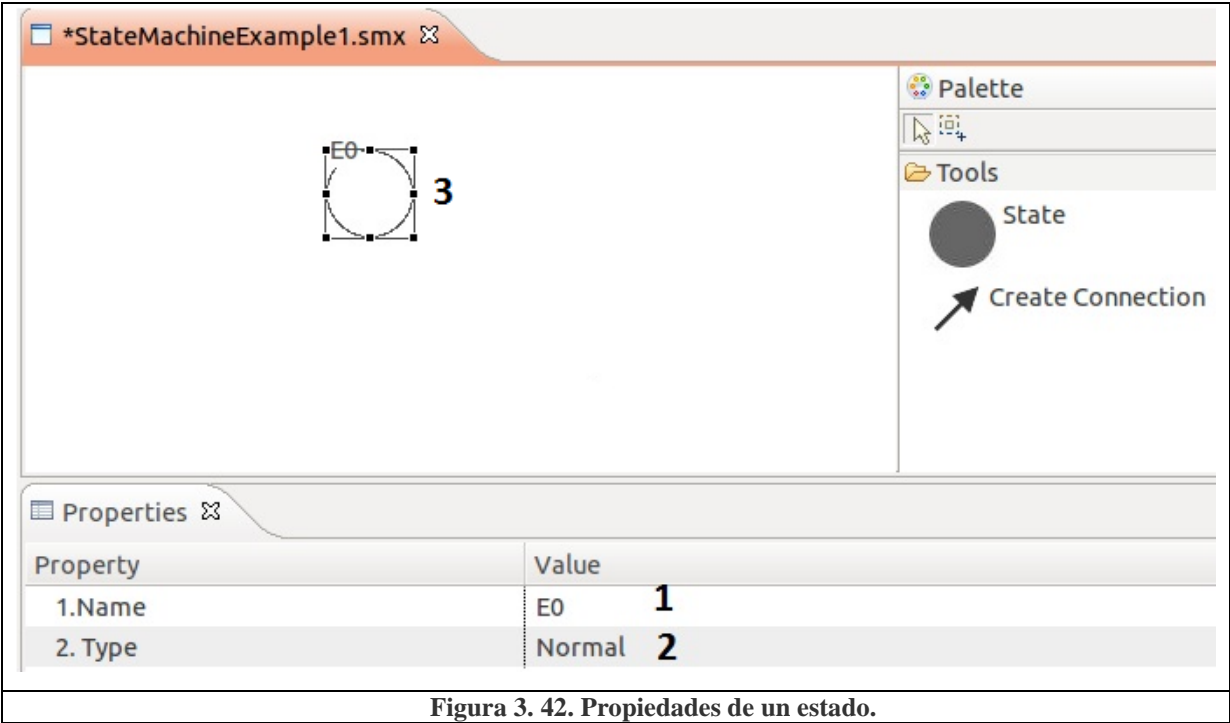 *StateMachineExample1.smx
Palette
E0
3
Tools
State
Create Connection
Properties
Property Value
1.Name E0 1
2. Type Normal 2
Figura 3. 42. Propiedades de un estado.